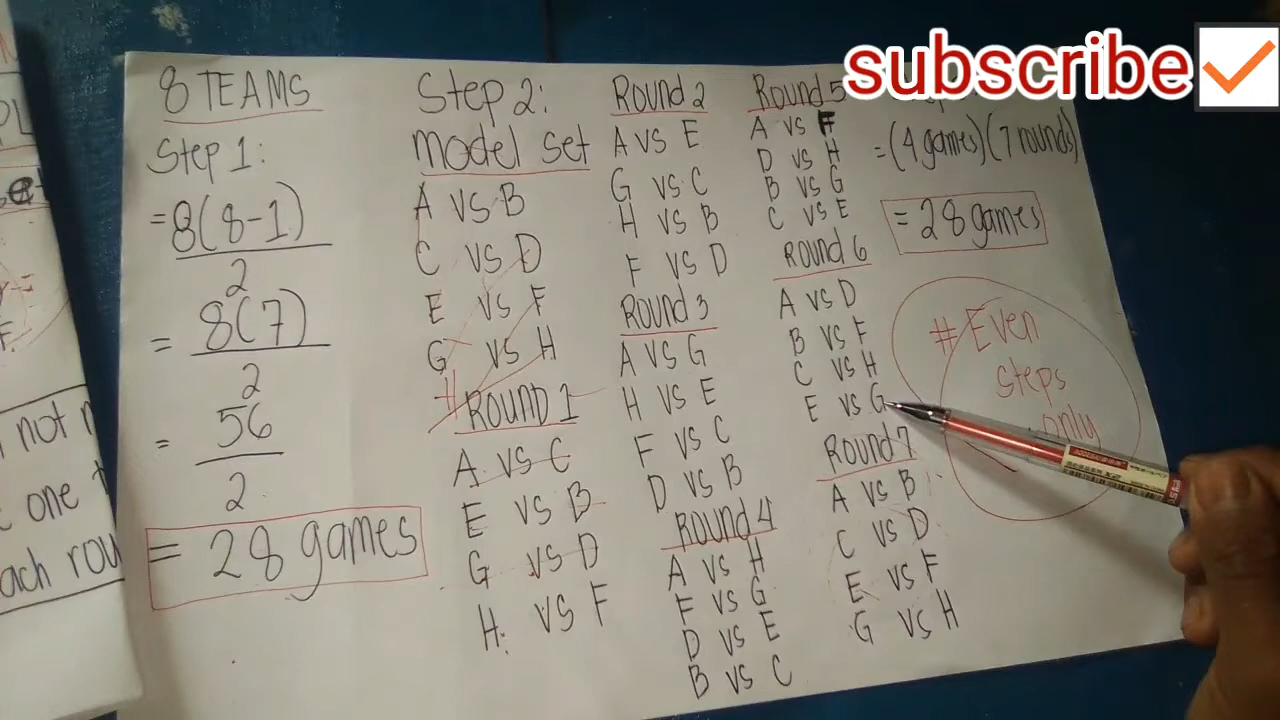 subscribe
8 TEAMS
Step 1:
= 8(8-1)
2
= 8(7)
2
= 56
2
= 28 games
Step 2:
model set
A VS B
C VS D
E VS F
G VS H
# ROUND 1
A VS C
E VS B
G VS D
H VS F
Round 2
A VS E
G VS C
H VS B
F VS D
Round 3
A VS G
H VS E
F VS C
D VS B
Round 4
A VS H
F VS G
D VS E
B VS C
Round 5
A VS F
D VS H
B VS G
C VS E
Round 6
A VS D
B VS F
C VS H
E VS G
Round 7
A VS B
C VS D
E VS F
G VS H
= (4 games)(7 rounds)
= 28 games
# Even
steps
only
not
one